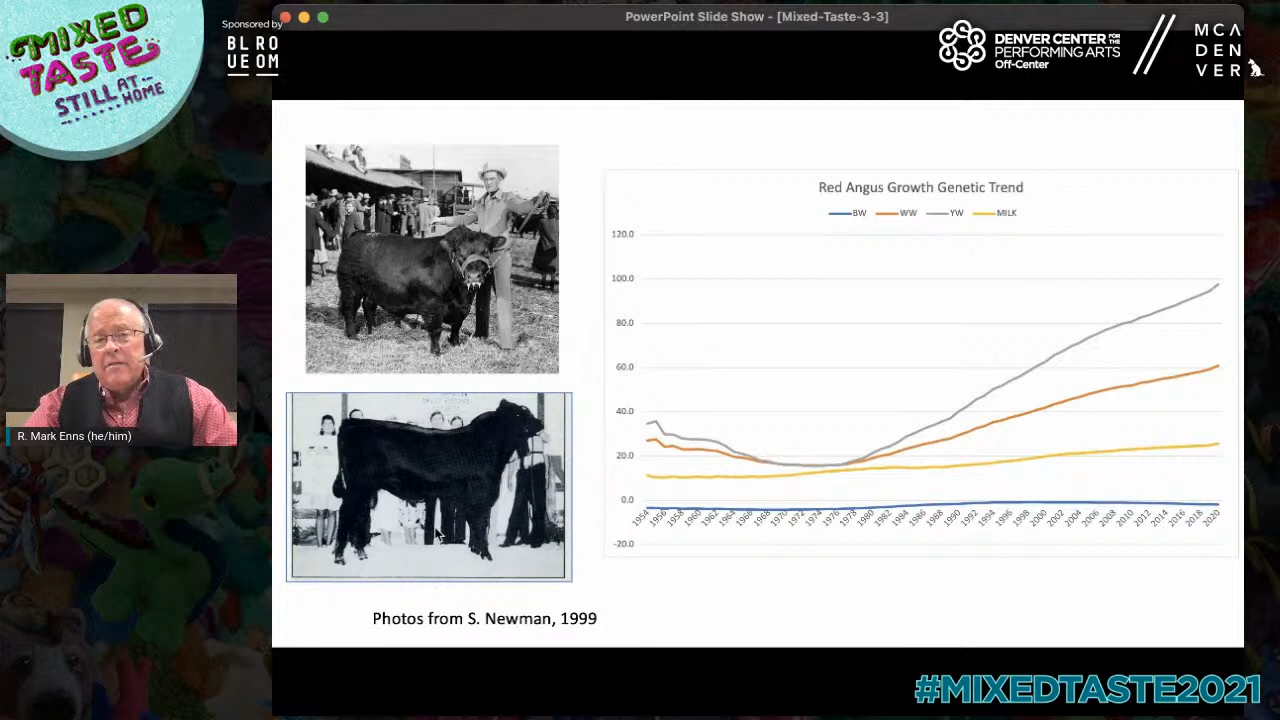 MIXED
TASTE
STILL AT
HOME
Sponsored by
BL RO
UE OM
PowerPoint Slide Show - [Mixed-Taste-3-3]
DENVER CENTER FOR THE
PERFORMING ARTS
Off-Center
MCA
DEN
VER
Red Angus Growth Genetic Trend
BW WW YW MILK
120.0
100.0
80.0
60.0
40.0
20.0
0.0
-20.0
1954 1956 1958 1960 1962 1964 1966 1968 1970 1972 1974 1976 1978 1980 1982 1984 1986 1988 1990 1992 1994 1996 1998 2000 2002 2004 2006 2008 2010 2012 2014 2016 2018 2020
R. Mark Enns (he/him)
Photos from S. Newman, 1999
#MIXEDTASTE2021